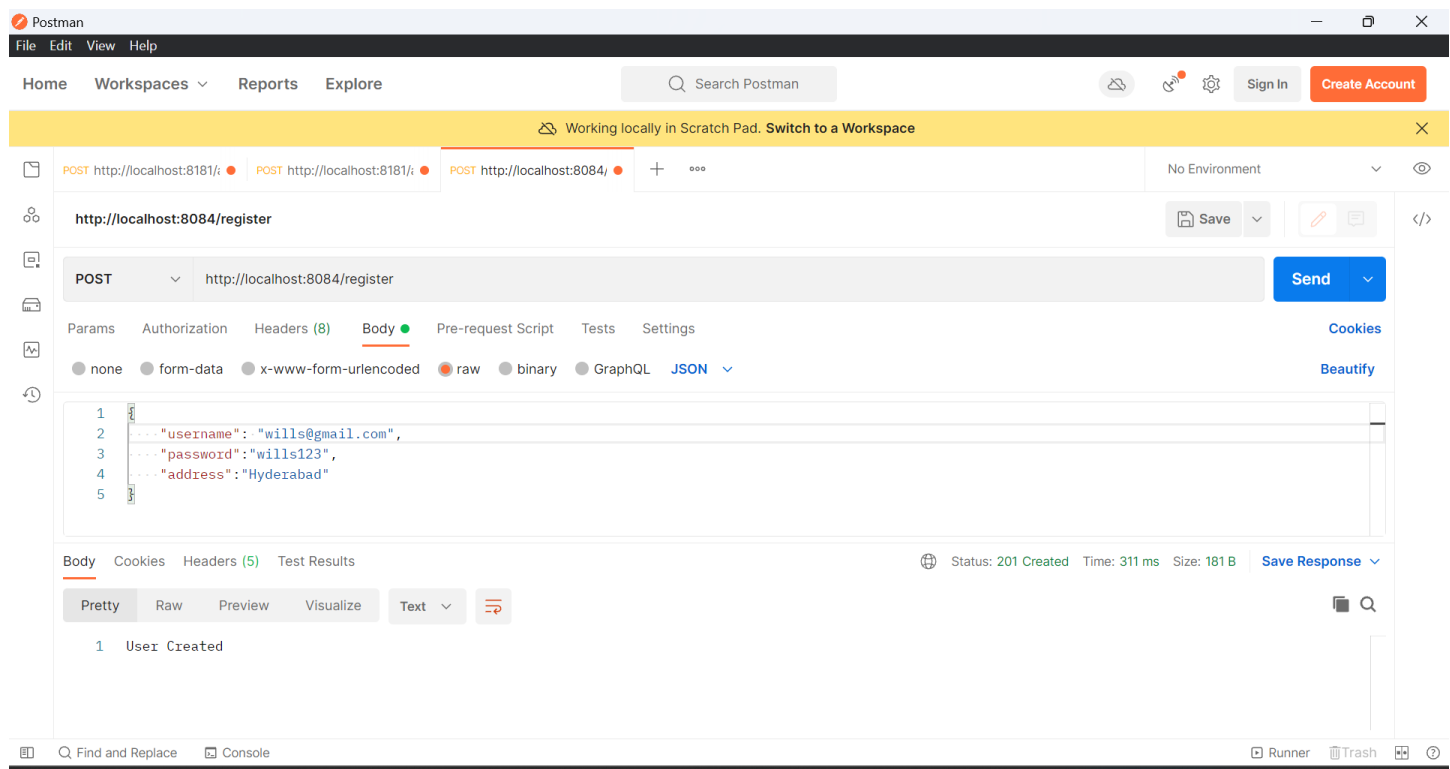 Postman
File Edit View Help
Home Workspaces Reports Explore Search Postman Sign In Create Account
Working locally in Scratch Pad. Switch to a Workspace
POST http://localhost:8181/a POST http://localhost:8181/a POST http://localhost:8084/ No Environment
http://localhost:8084/register Save
POST http://localhost:8084/register Send
Params Authorization Headers (8) Body Pre-request Script Tests Settings Cookies
none form-data x-www-form-urlencoded raw binary GraphQL JSON Beautify
1 {
2 "username": "wills@gmail.com",
3 "password":"wills123",
4 "address":"Hyderabad"
5 }
Body Cookies Headers (5) Test Results Status: 201 Created Time: 311 ms Size: 181 B Save Response
Pretty Raw Preview Visualize Text
1 User Created
Find and Replace Console Runner Trash